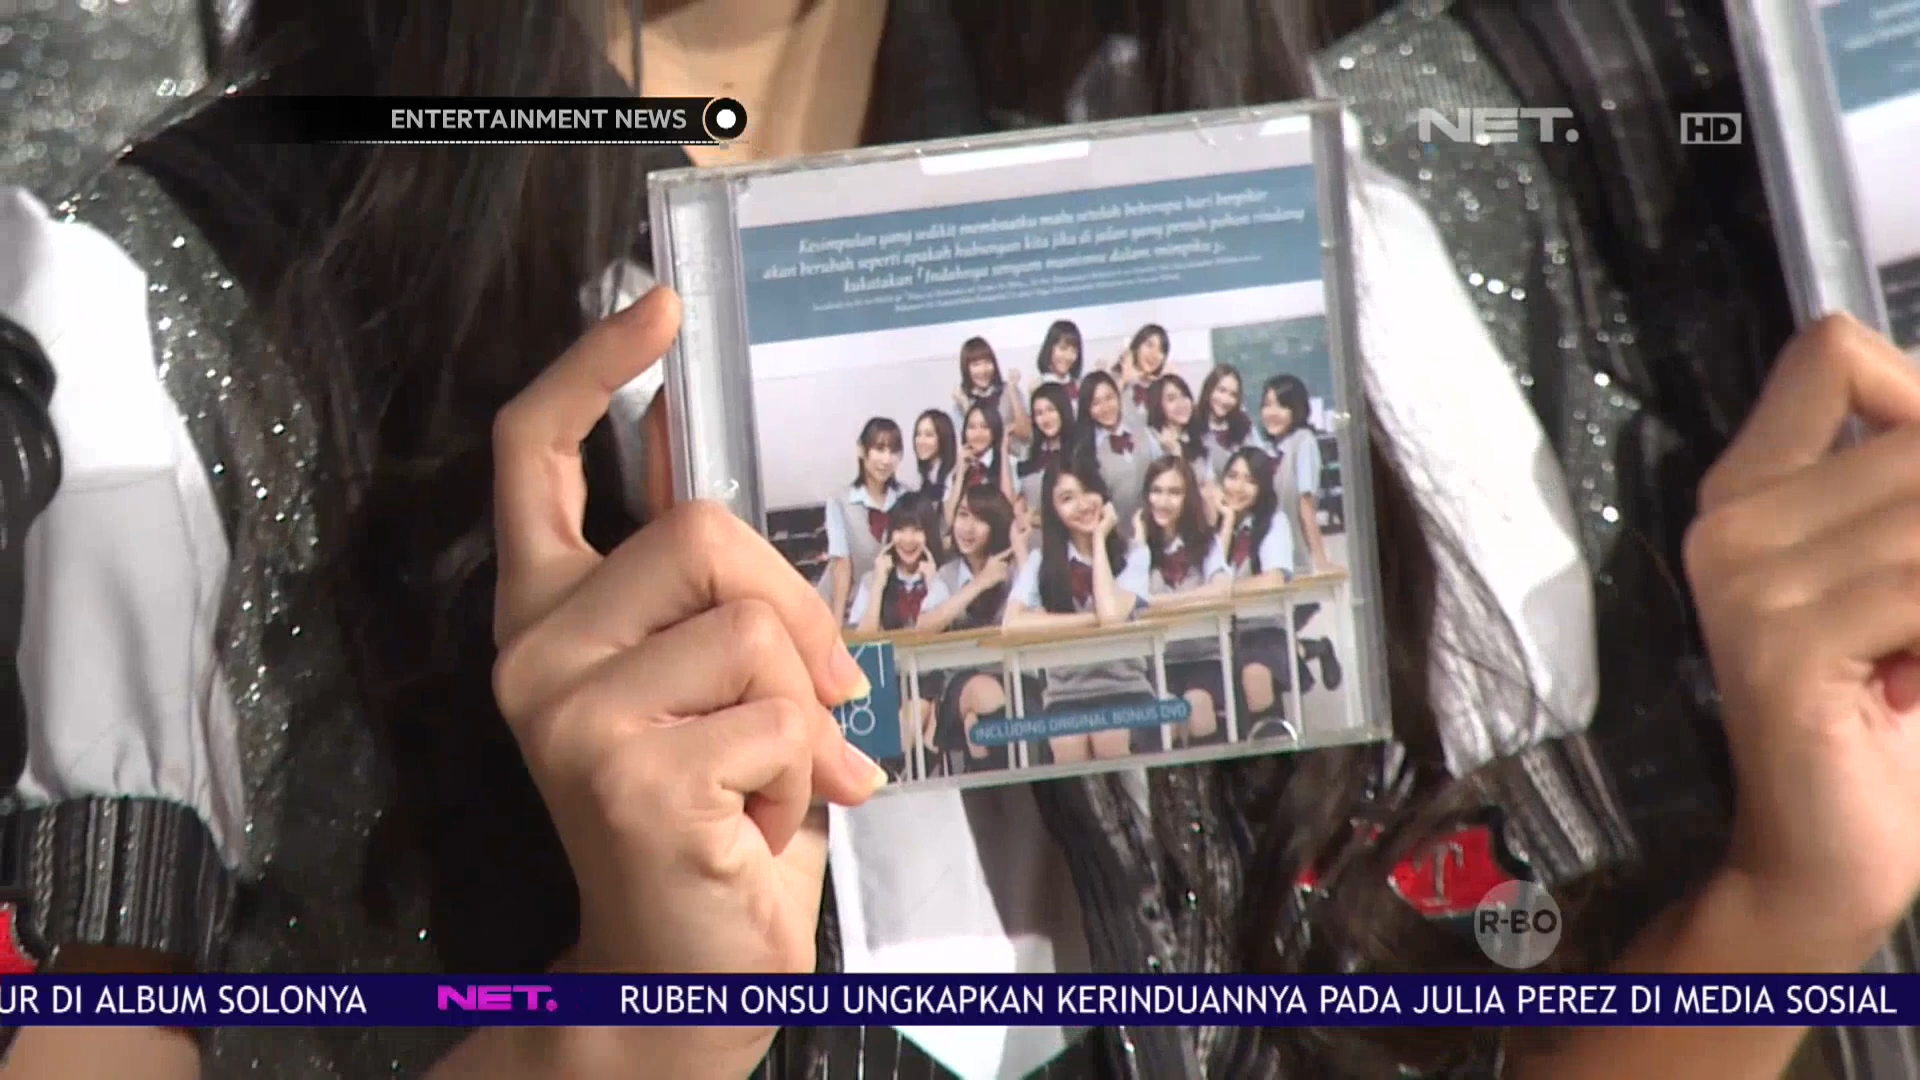 ENTERTAINMENT NEWS
NET.
HD
Kesimpulan yang sedikit membuatku malu setelah beberapa hari berpikir
akan berubah seperti apakah hubungan kita jika di jalan yang penuh pohon rindang
kukatakan「Indahnya senyum manismu dalam mimpiku」
48
INCLUDING ORIGINAL BONUS DVD
T
R-BO
UR DI ALBUM SOLONYA NET. RUBEN ONSU UNGKAPKAN KERINDUANNYA PADA JULIA PEREZ DI MEDIA SOSIAL